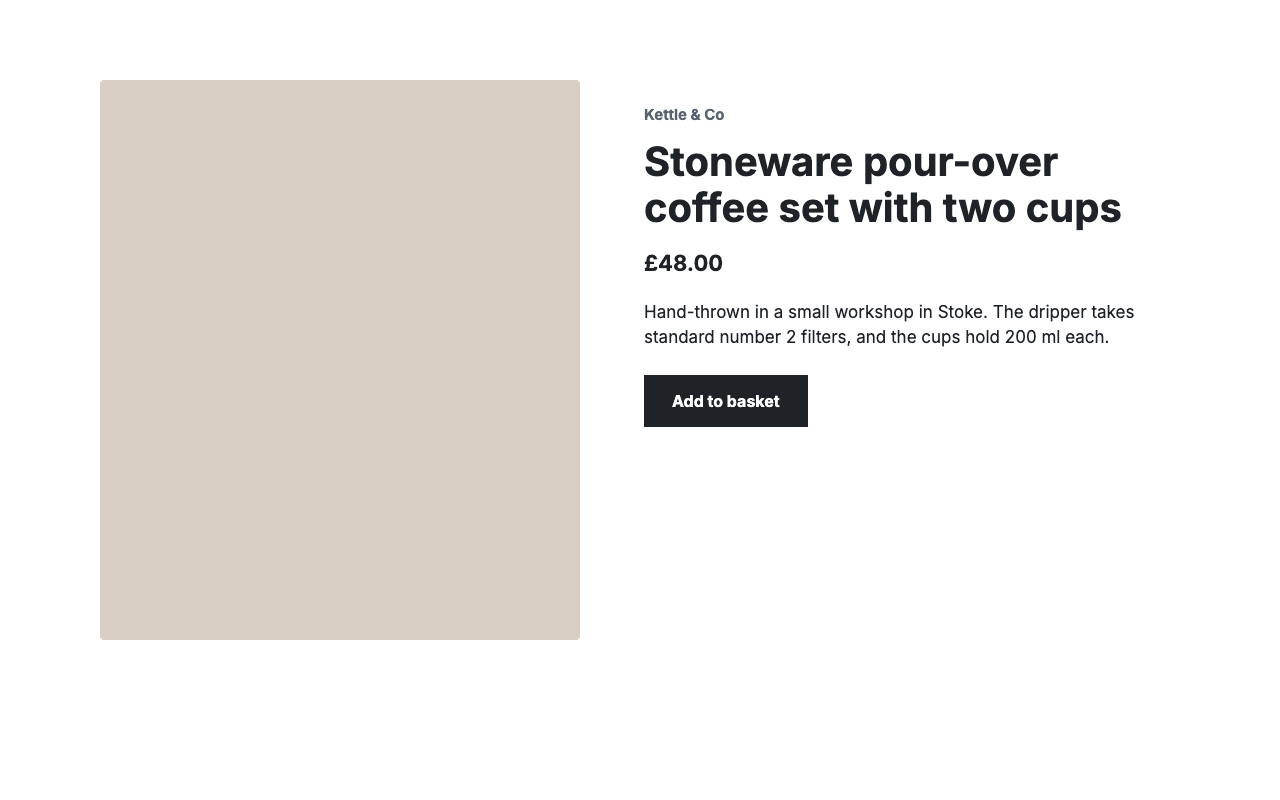 Kettle & Co
Stoneware pour-over
coffee set with two cups
£48.00
Hand-thrown in a small workshop in Stoke. The dripper takes
standard number 2 filters, and the cups hold 200 ml each.
Add to basket